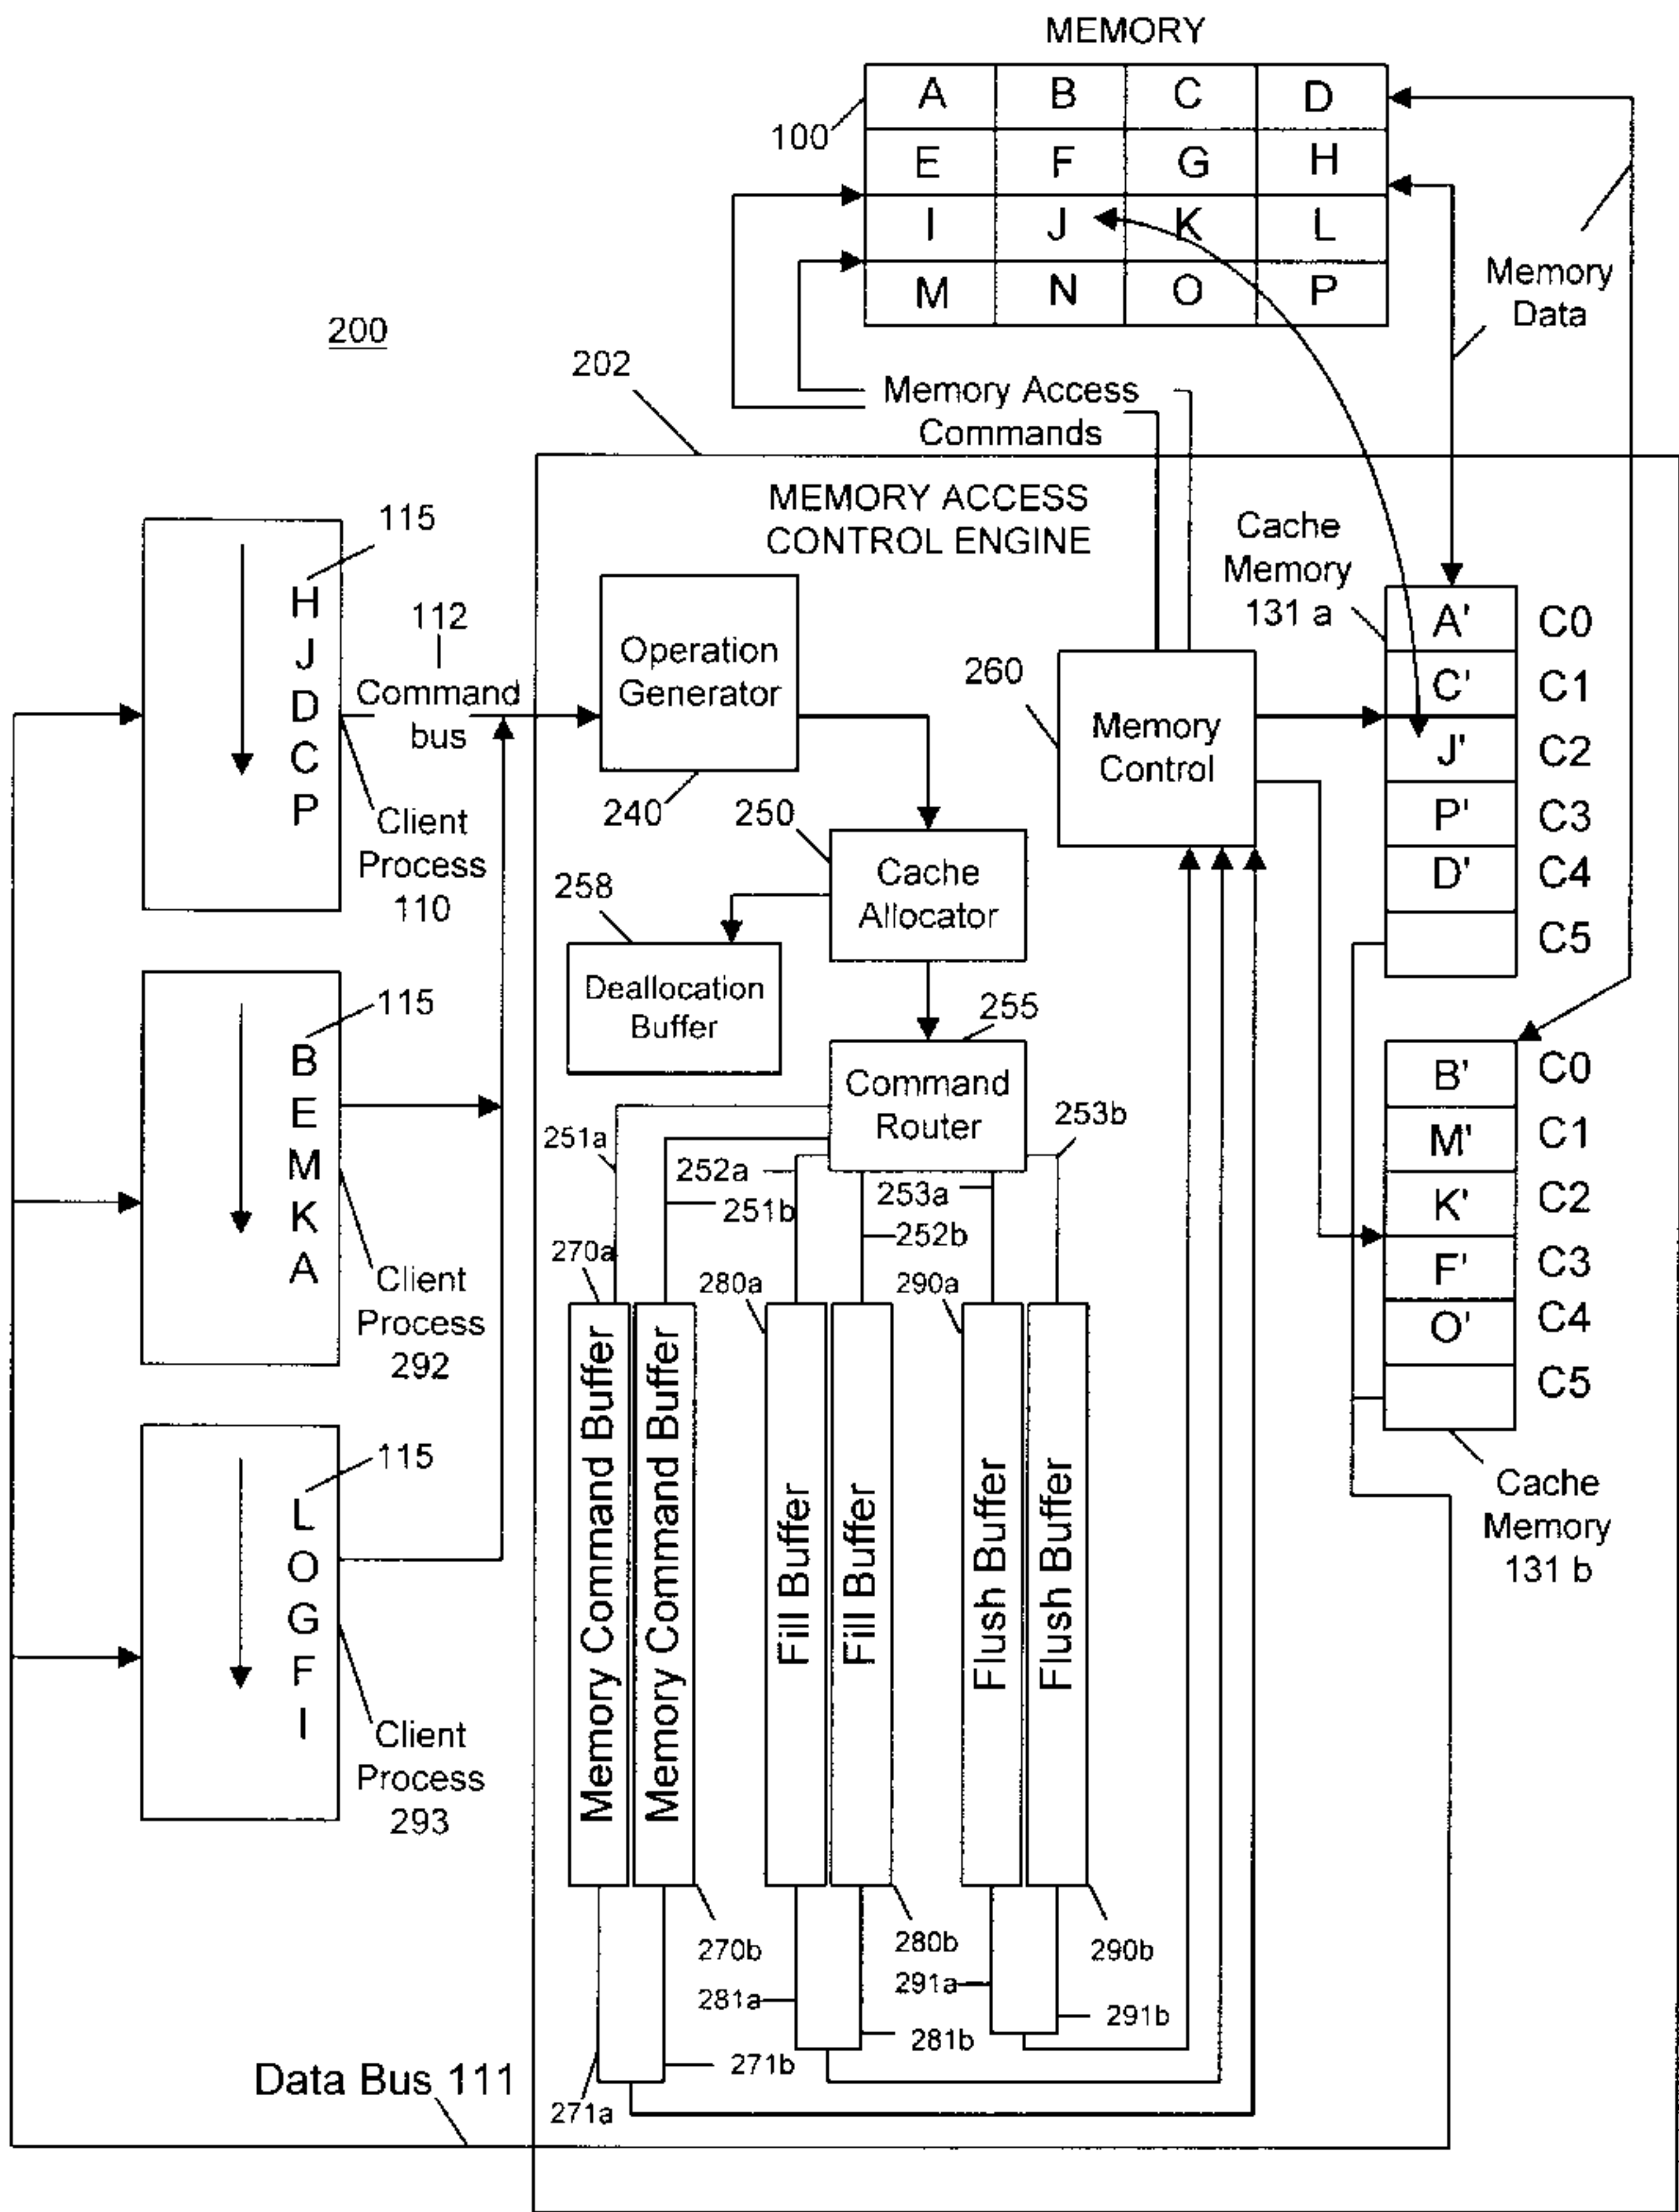 MEMORY
A B C D
100
E F G H
I J K L
M N O P
Memory
Data
200
202
Memory Access
Commands
MEMORY ACCESS
CONTROL ENGINE
115
H
J
D
C
P
112
Command
bus
Client
Process
110
Operation
Generator
240
250
Cache
Allocator
258
Deallocation
Buffer
255
Command
Router
260
Memory
Control
Cache
Memory
131 a
A' C0
C' C1
J' C2
P' C3
D' C4
C5
115
B
E
M
K
A
Client
Process
292
B' C0
M' C1
K' C2
F' C3
O' C4
C5
Cache
Memory
131 b
251a
252a
251b
253a
252b
253b
270a
280a
290a
Memory Command Buffer
Memory Command Buffer
Fill Buffer
Fill Buffer
Flush Buffer
Flush Buffer
115
L
O
G
F
I
Client
Process
293
270b
280b
290b
281a
291a
291b
281b
271b
271a
Data Bus 111